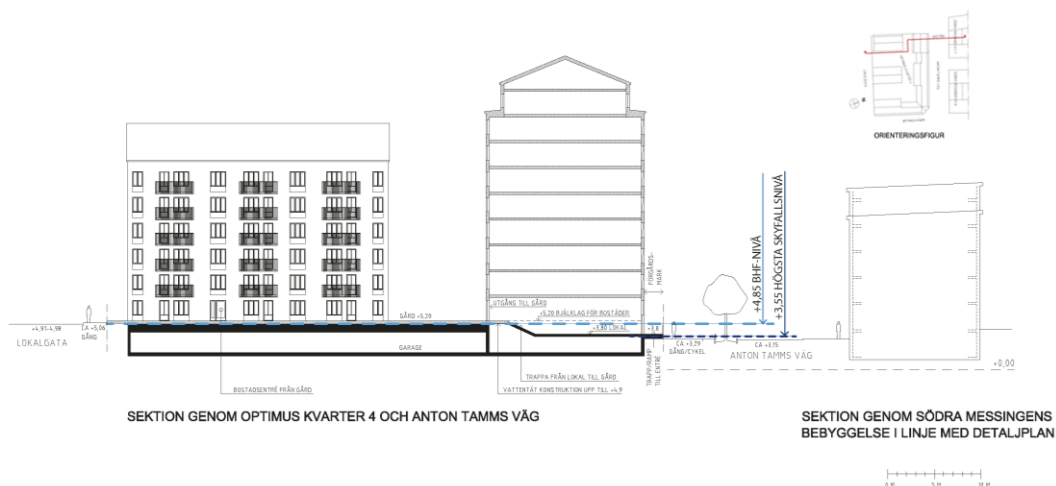 ORIENTERINGSFIGUR
+4,85 BHF-NIVÅ
+3,55 HÖGSTA SKYFALLSNIVÅ
FÖRGÅRDS-
MARK
UTGÅNG TILL GÅRD
GÅRD +5,29
+5,20 BJÄLKLAG FÖR BOSTÄDER
+4,91-4,98
CA +5,06
GÅNG
LOKALGATA
+3,80 LOKAL
+3,8
GARAGE
CA +3,29
GÅNG/CYKEL
CA +3,15
ANTON TAMMS VÄG
+0,00
TRAPP/RAMP
TILL ENTRÉ
TRAPPA FRÅN LOKAL TILL GÅRD
BOSTADSENTRÉ FRÅN GÅRD
VATTENTÄT KONSTRUKTION UPP TILL +4,9
SEKTION GENOM OPTIMUS KVARTER 4 OCH ANTON TAMMS VÄG
SEKTION GENOM SÖDRA MESSINGENS
BEBYGGELSE I LINJE MED DETALJPLAN
0 M 5 M 10 M